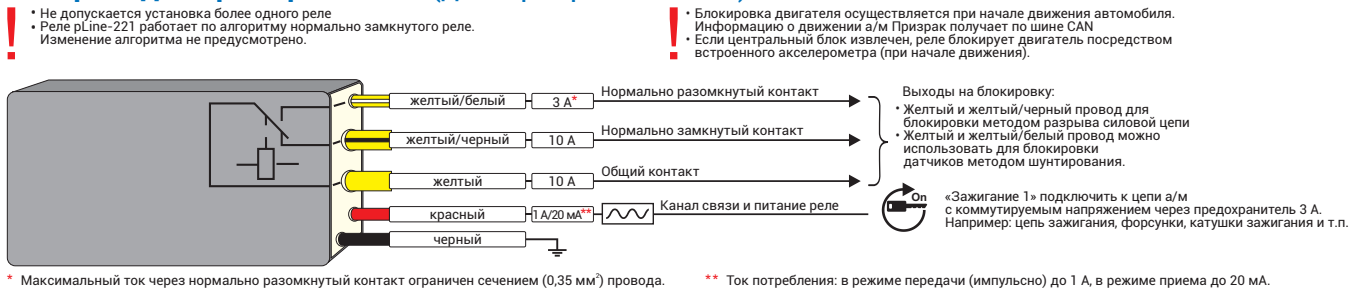 • Не допускается установка более одного реле
• Реле pLine-221 работает по алгоритму нормально замкнутого реле.
Изменение алгоритма не предусмотрено.
• Блокировка двигателя осуществляется при начале движения автомобиля.
Информацию о движении а/м Призрак получает по шине CAN
• Если центральный блок извлечен, реле блокирует двигатель посредством
встроенного акселерометра (при начале движения).
желтый/белый
3 А*
Нормально разомкнутый контакт
желтый/черный
10 А
Нормально замкнутый контакт
желтый
10 А
Общий контакт
красный
1 А/20 мА**
Канал связи и питание реле
черный
Выходы на блокировку:
• Желтый и желтый/черный провод для
блокировки методом разрыва силовой цепи
• Желтый и желтый/белый провод можно
использовать для блокировки
датчиков методом шунтирования.
On
«Зажигание 1» подключить к цепи а/м
с коммутируемым напряжением через предохранитель 3 А.
Например: цепь зажигания, форсунки, катушки зажигания и т.п.
* Максимальный ток через нормально разомкнутый контакт ограничен сечением (0,35 мм²) провода.
** Ток потребления: в режиме передачи (импульсно) до 1 А, в режиме приема до 20 мА.